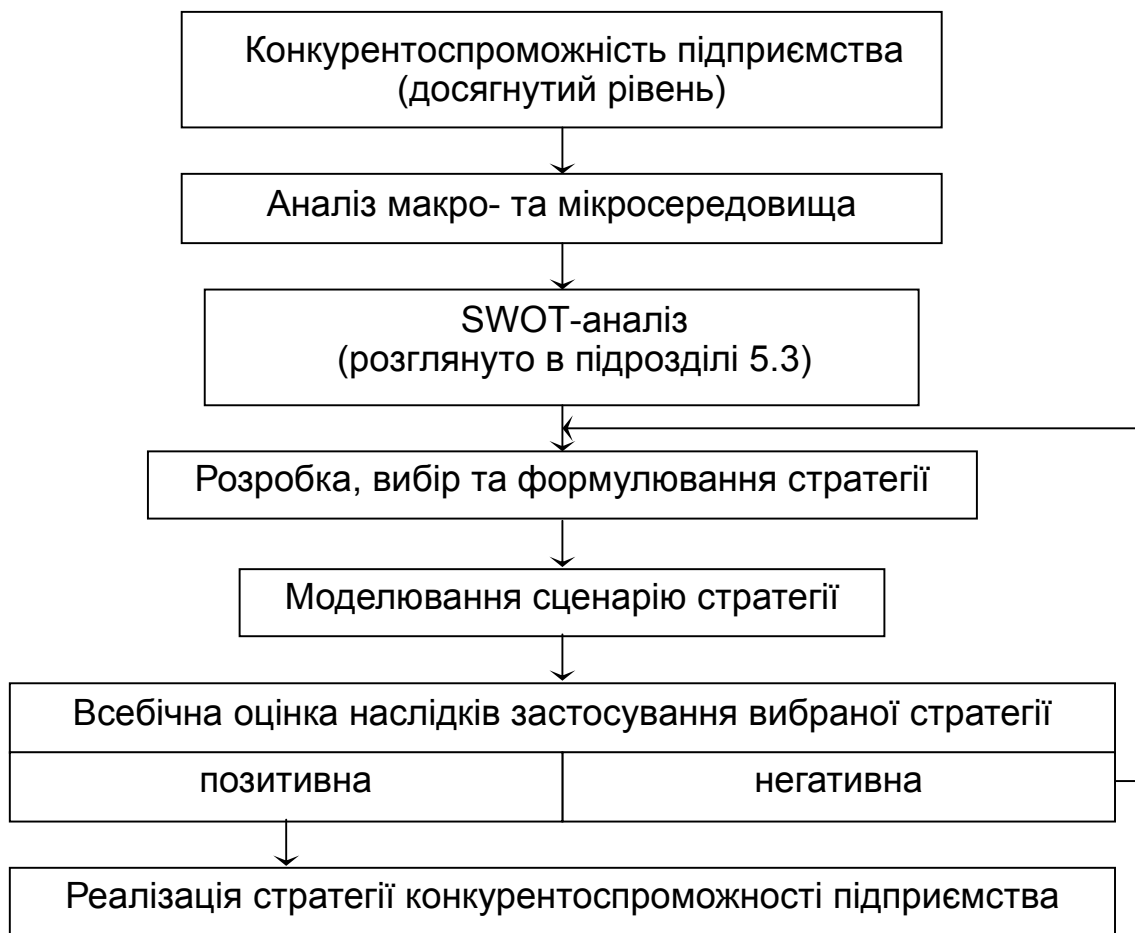 Конкурентоспроможність підприємства
(досягнутий рівень)
Аналіз макро- та мікросередовища
SWOT-аналіз
(розглянуто в підрозділі 5.3)
Розробка, вибір та формулювання стратегії
Моделювання сценарію стратегії
Всебічна оцінка наслідків застосування вибраної стратегії
позитивна
негативна
Реалізація стратегії конкурентоспроможності підприємства